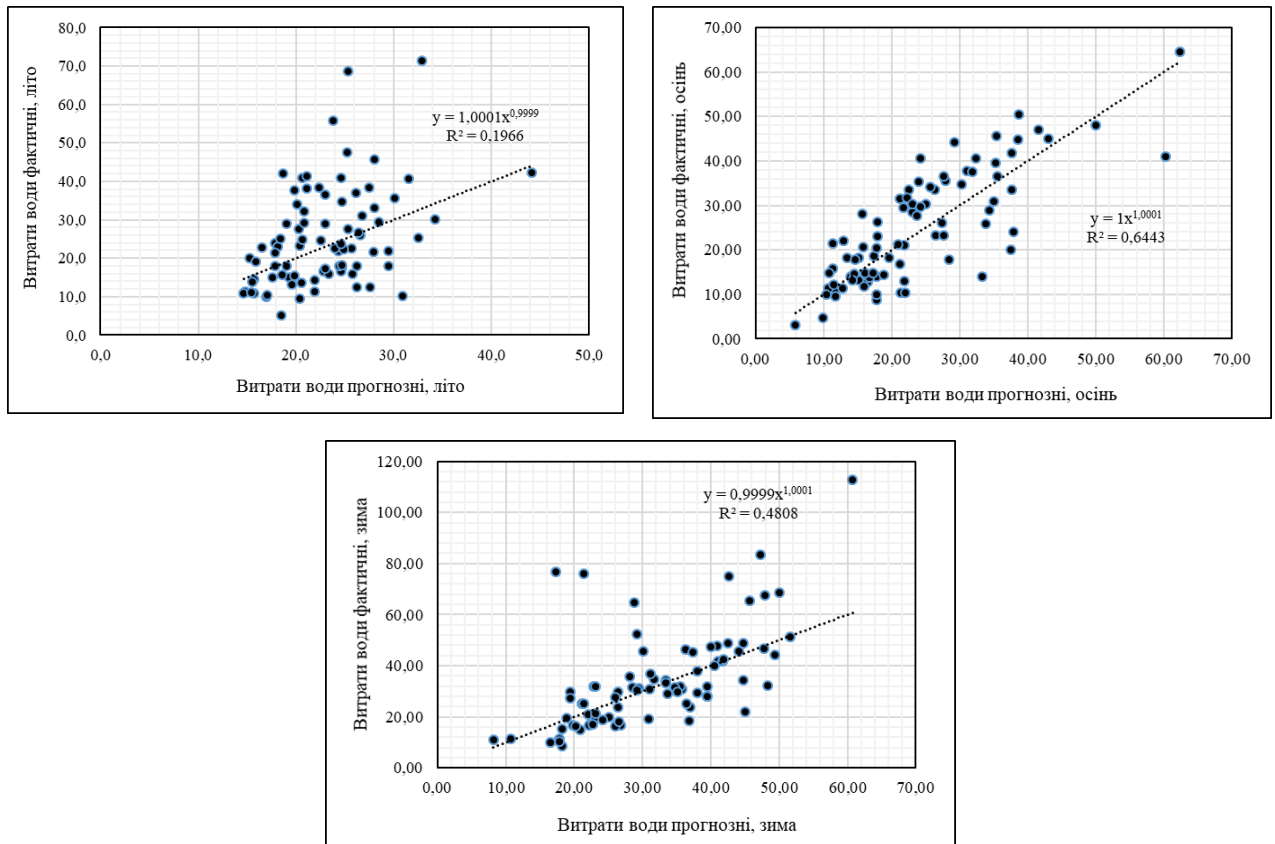 80,0
70,0
60,0
50,0
40,0
30,0
20,0
10,0
0,0
0,0 10,0 20,0 30,0 40,0 50,0
Витрати води фактичні, літо
Витрати води прогнозні, літо
y = 1,0001x^0,9999
R² = 0,1966
70,00
60,00
50,00
40,00
30,00
20,00
10,00
0,00
0,00 10,00 20,00 30,00 40,00 50,00 60,00 70,00
Витрати води фактичні, осінь
Витрати води прогнозні, осінь
y = 1x^1,0001
R² = 0,6443
120,00
100,00
80,00
60,00
40,00
20,00
0,00
0,00 10,00 20,00 30,00 40,00 50,00 60,00 70,00
Витрати води фактичні, зима
Витрати води прогнозні, зима
y = 0,9999x^1,0001
R² = 0,4808